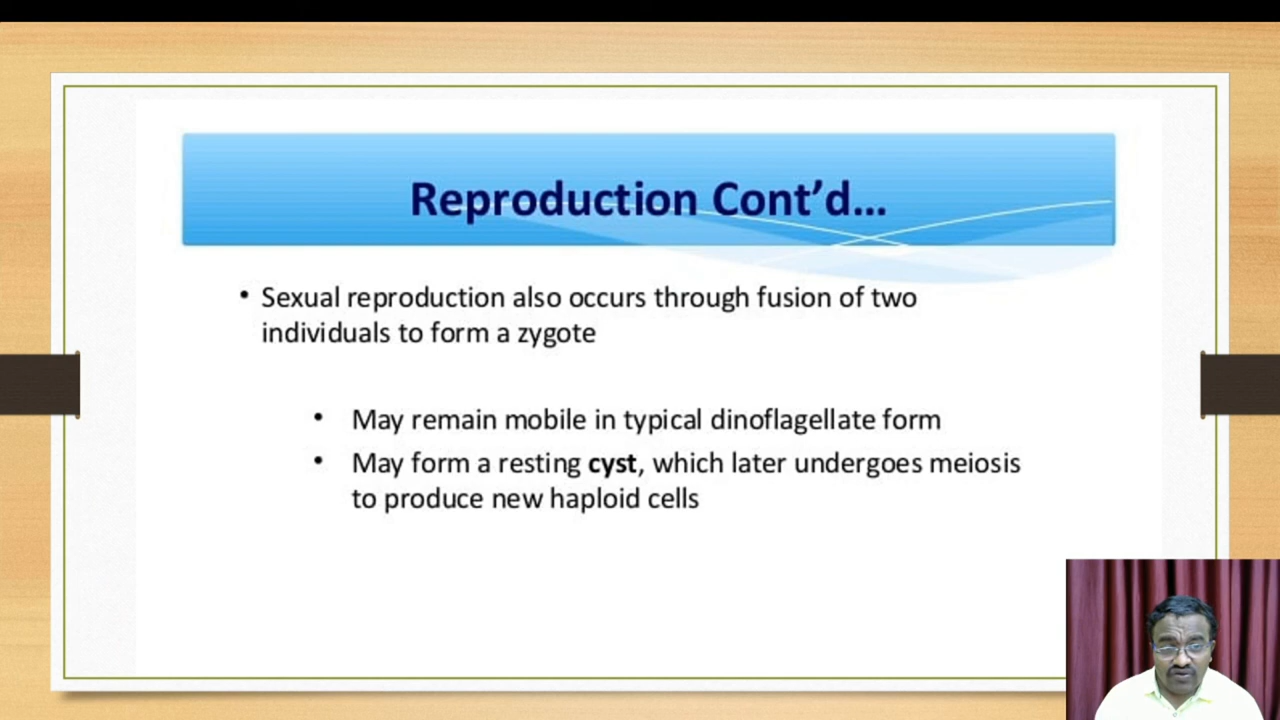 Reproduction Cont’d...
• Sexual reproduction also occurs through fusion of two
individuals to form a zygote
• May remain mobile in typical dinoflagellate form
• May form a resting cyst, which later undergoes meiosis
to produce new haploid cells